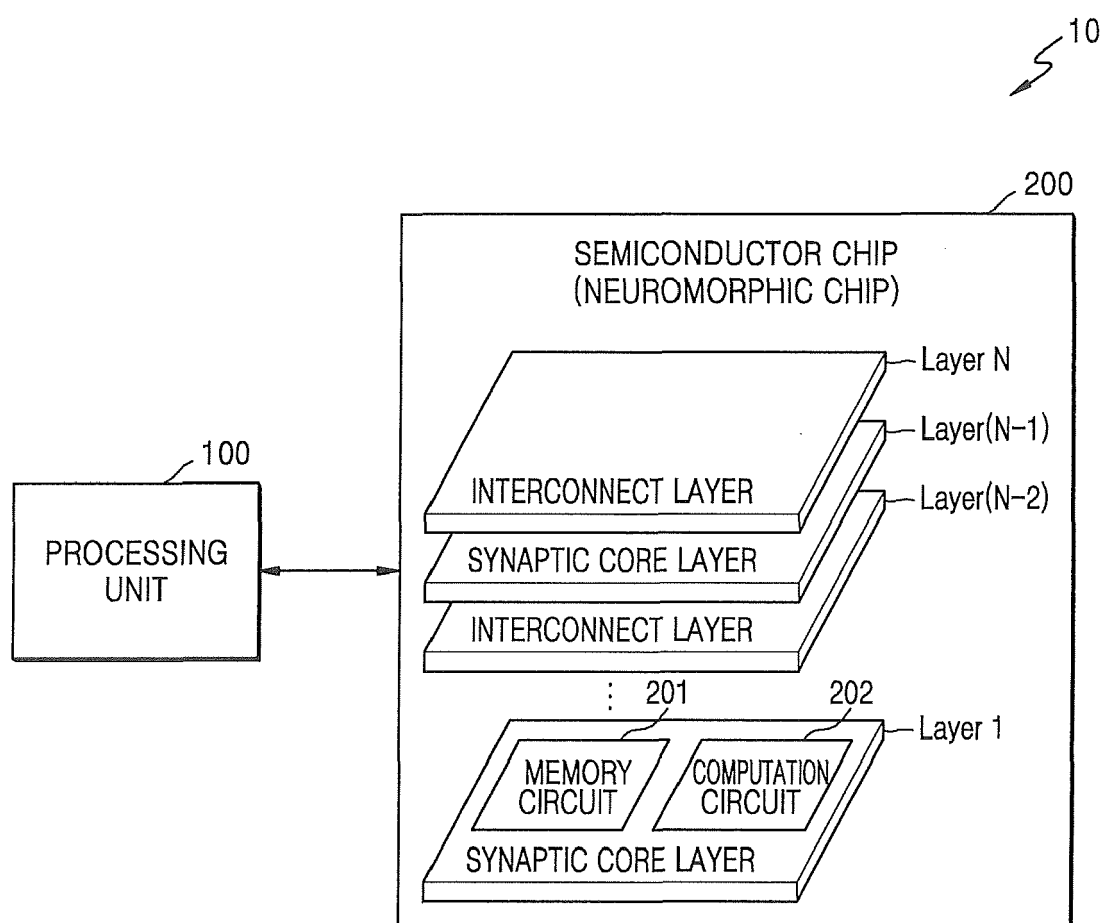 10
200
SEMICONDUCTOR CHIP
(NEUROMORPHIC CHIP)
Layer N
Layer(N-1)
100
INTERCONNECT LAYER
Layer(N-2)
PROCESSING
UNIT
SYNAPTIC CORE LAYER
INTERCONNECT LAYER
201
202
Layer 1
MEMORY
CIRCUIT
COMPUTATION
CIRCUIT
SYNAPTIC CORE LAYER